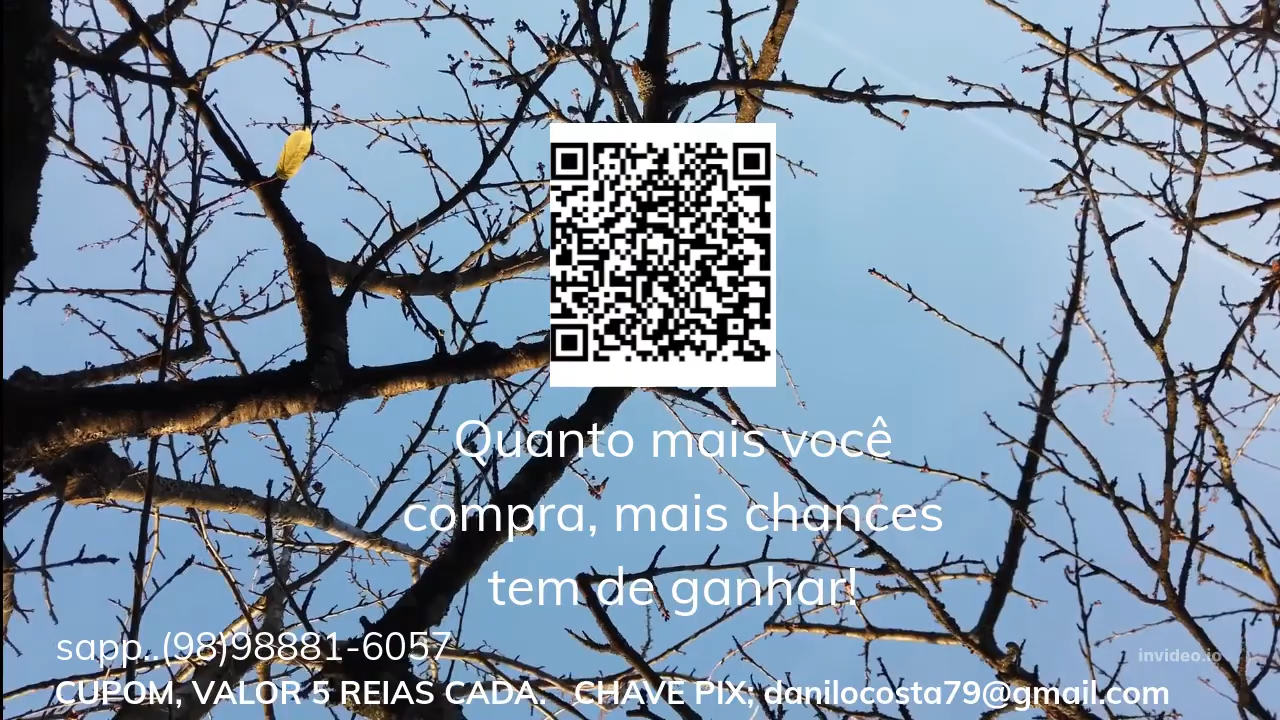 Quanto mais você
compra, mais chances
tem de ganhar!
sapp..(98)98881-6057
CUPOM, VALOR 5 REIAS CADA. CHAVE PIX; danilocosta79@gmail.com
invideo.io